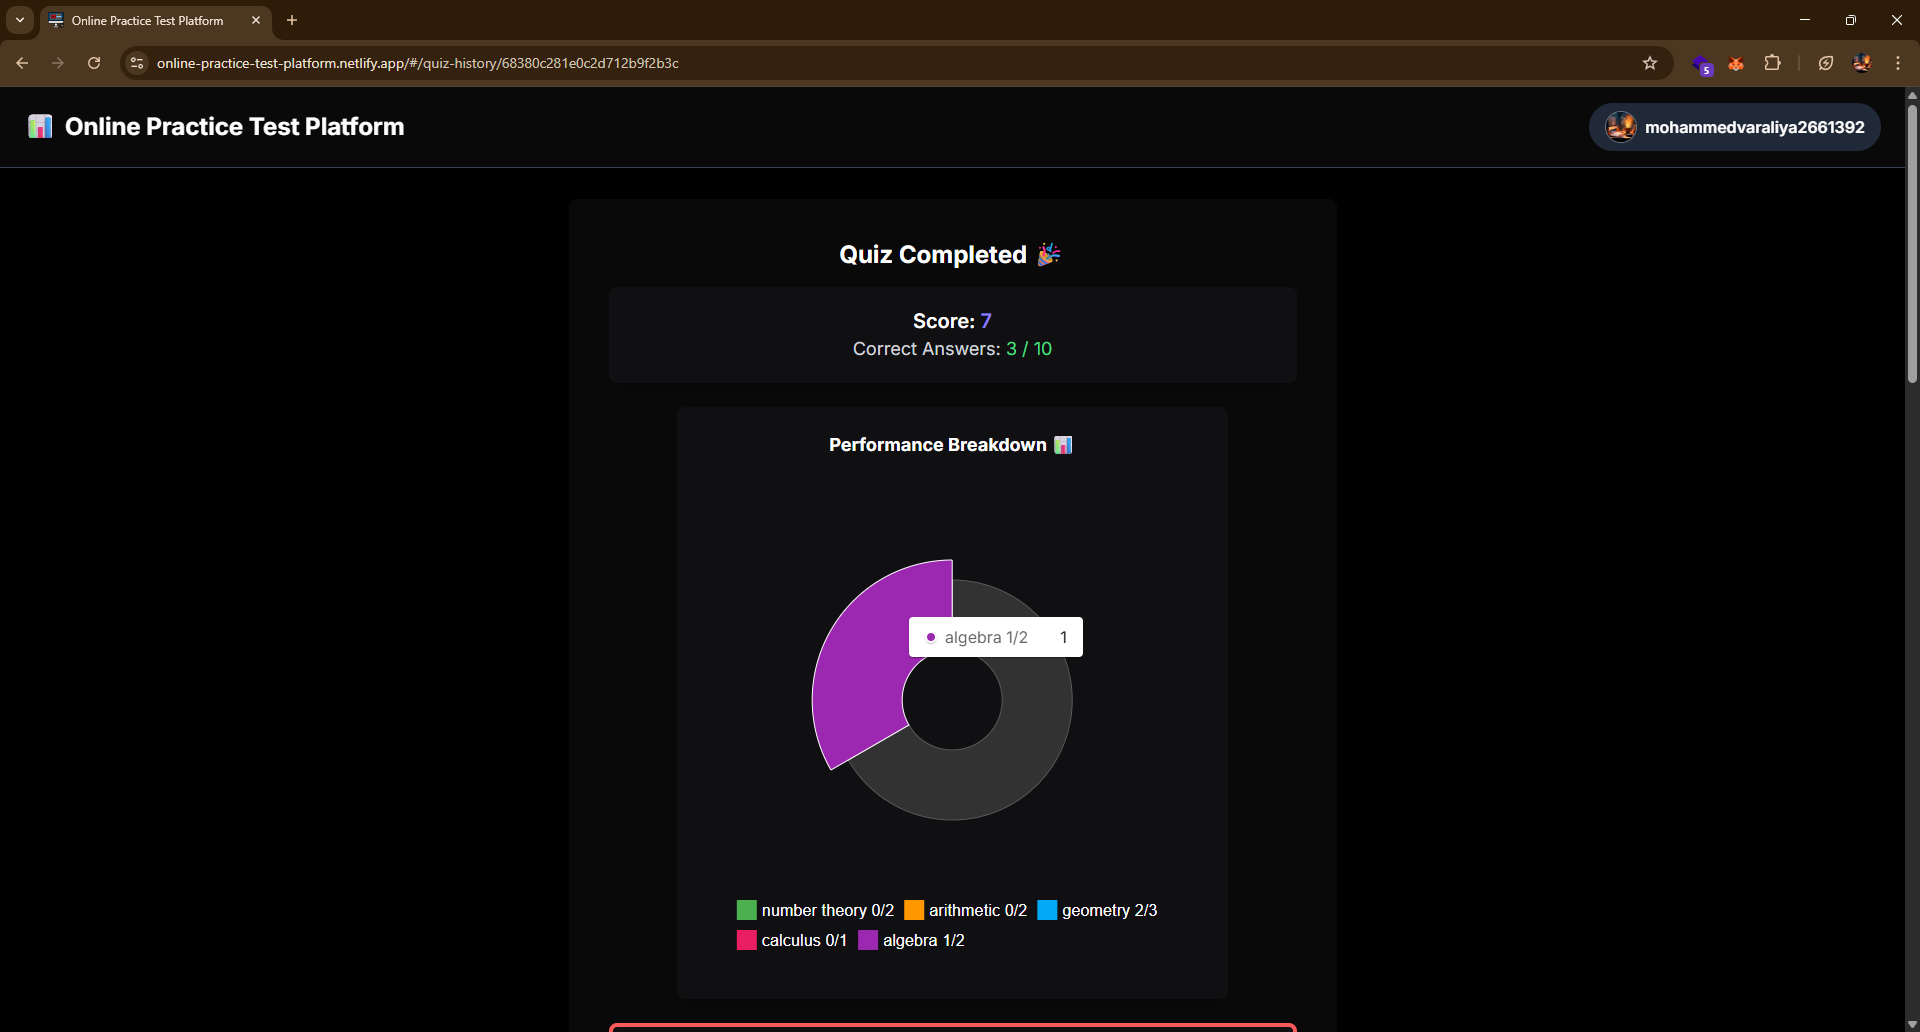 Online Practice Test Platform
online-practice-test-platform.netlify.app/#/quiz-history/68380c281e0c2d712b9f2b3c
5
Online Practice Test Platform
mohammedvaraliya2661392
Quiz Completed 🎉
Score: 7
Correct Answers: 3 / 10
Performance Breakdown 📊
algebra 1/2 1
number theory 0/2 arithmetic 0/2 geometry 2/3
calculus 0/1 algebra 1/2